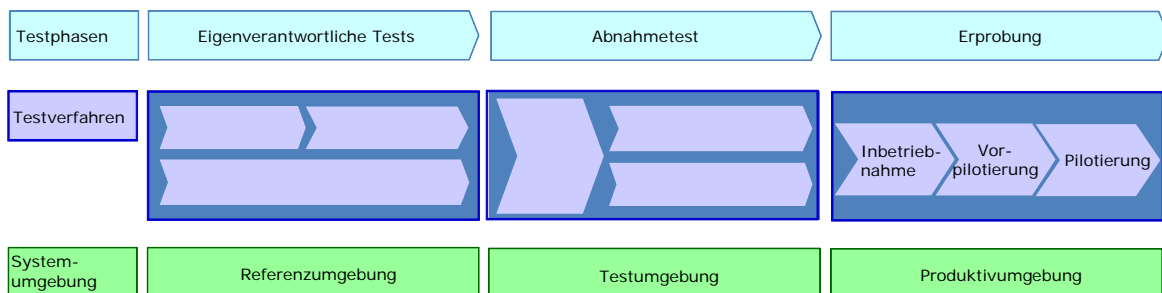 Testphasen
Eigenverantwortliche Tests
Abnahmetest
Erprobung
Testverfahren
Inbetrieb-
nahme
Vor-
pilotierung
Pilotierung
System-
umgebung
Referenzumgebung
Testumgebung
Produktivumgebung